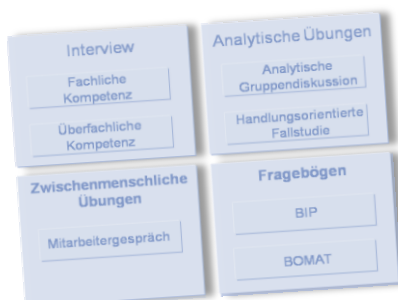 Interview
Fachliche
Kompetenz
Überfachliche
Kompetenz
Analytische Übungen
Analytische
Gruppendiskussion
Handlungsorientierte
Fallstudie
Zwischenmenschliche
Übungen
Mitarbeitergespräch
Fragebögen
BIP
BOMAT